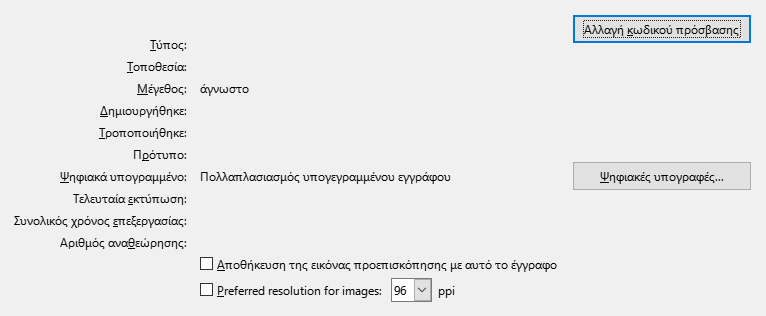 Αλλαγή κωδικού πρόσβασης
Τύπος:
Τοποθεσία:
Μέγεθος: άγνωστο
Δημιουργήθηκε:
Τροποποιήθηκε:
Πρότυπο:
Ψηφιακά υπογραμμένο: Πολλαπλασιασμός υπογεγραμμένου εγγράφου Ψηφιακές υπογραφές...
Τελευταία εκτύπωση:
Συνολικός χρόνος επεξεργασίας:
Αριθμός αναθεώρησης:
Αποθήκευση της εικόνας προεπισκόπησης με αυτό το έγγραφο
Preferred resolution for images: 96 ppi